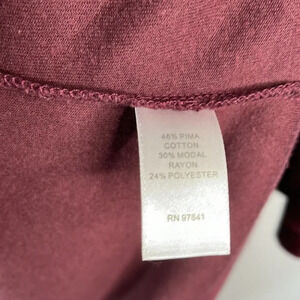 46% PIMA
COTTON
30% MODAL
RAYON
24% POLYESTER
RN 97841